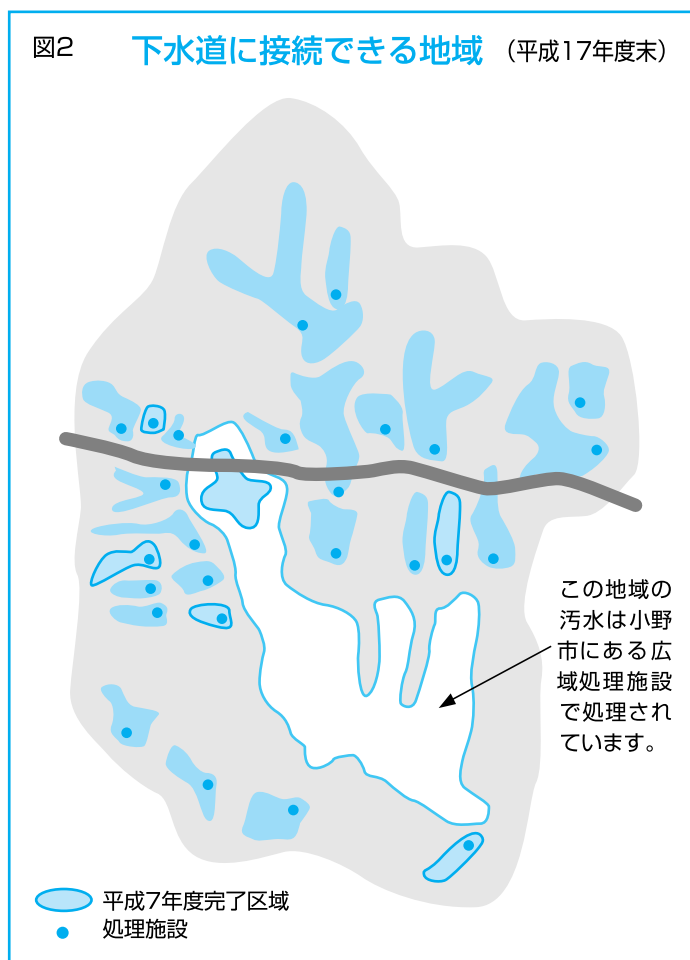 図2 下水道に接続できる地域 （平成17年度末）
この地域の
汚水は小野
市にある広
域処理施設
で処理され
ています。
平成7年度完了区域
処理施設